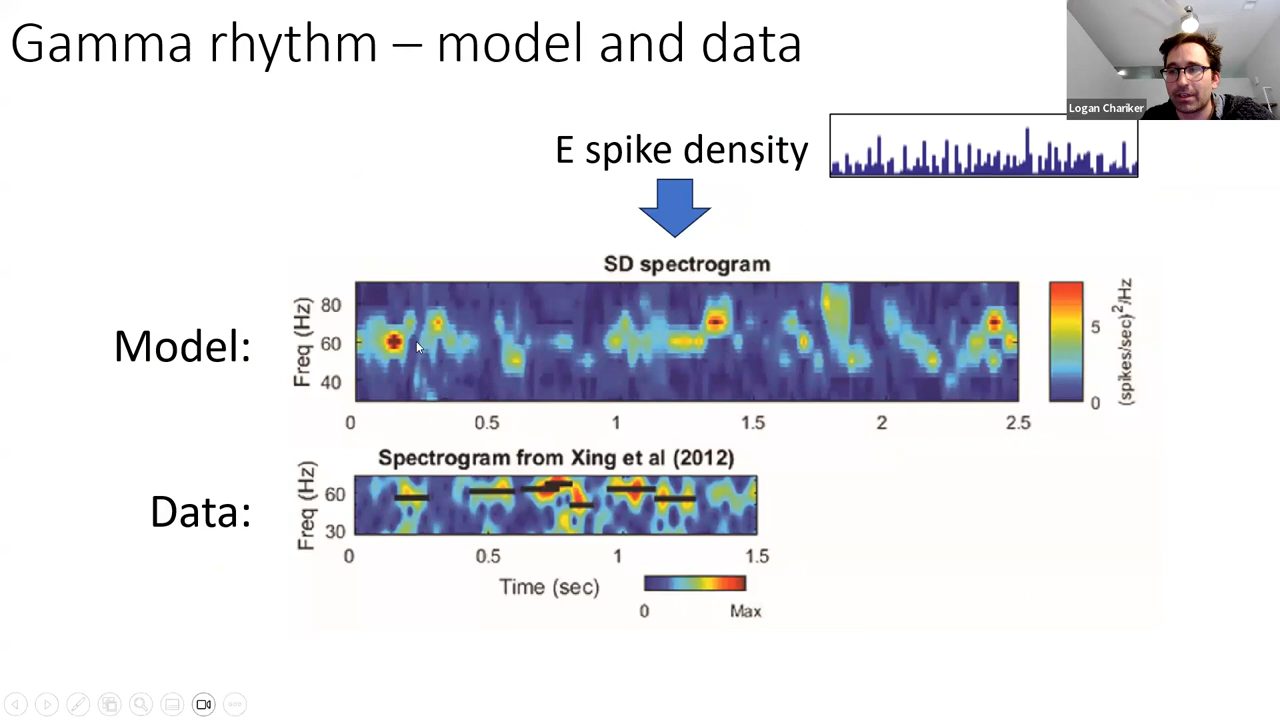 Gamma rhythm – model and data
Logan Chariker
E spike density
SD spectrogram
Model:
Freq (Hz)
80
60
40
0 0.5 1 1.5 2 2.5
5
0
(spikes/sec)²/Hz
Spectrogram from Xing et al (2012)
Data:
Freq (Hz)
60
30
0 0.5 1 1.5
Time (sec)
0 Max